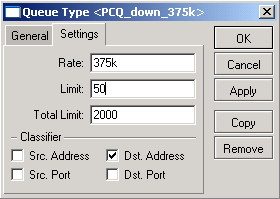 Queue Type <PCQ_down_375k>
General Settings
Rate: 375k
Limit: 50
Total Limit: 2000
Classifier
Src. Address Dst. Address
Src. Port Dst. Port
OK
Cancel
Apply
Copy
Remove